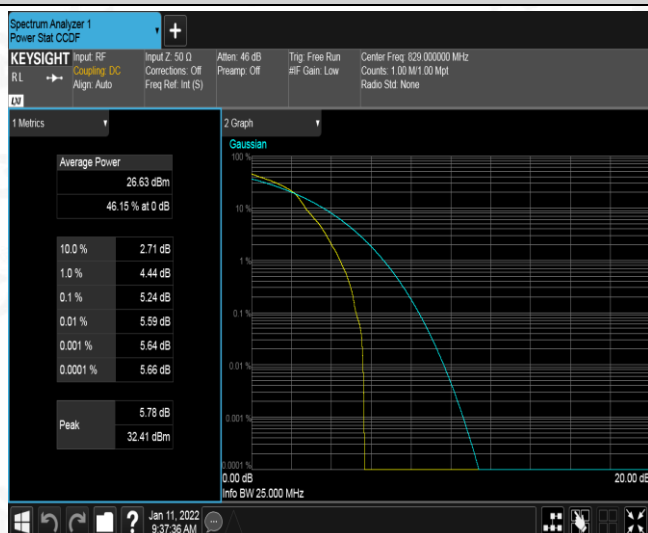 Spectrum Analyzer 1
Power Stat CCDF
+
KEYSIGHT
RL
LXI
Input: RF
Coupling: DC
Align: Auto
Input Z: 50 Ω
Corrections: Off
Freq Ref: Int (S)
Atten: 46 dB
Preamp: Off
Trig: Free Run
#IF Gain: Low
Center Freq: 829.000000 MHz
Counts: 1.00 M/1.00 Mpt
Radio Std: None
1 Metrics
Average Power
26.63 dBm
46.15 % at 0 dB
10.0 % 2.71 dB
1.0 % 4.44 dB
0.1 % 5.24 dB
0.01 % 5.59 dB
0.001 % 5.64 dB
0.0001 % 5.66 dB
Peak
5.78 dB
32.41 dBm
2 Graph
Gaussian
100 %
10 %
1 %
0.1 %
0.01 %
0.001 %
0.0001 %
0.00 dB 20.00 dB
Info BW 25.000 MHz
?
Jan 11, 2022
9:37:36 AM